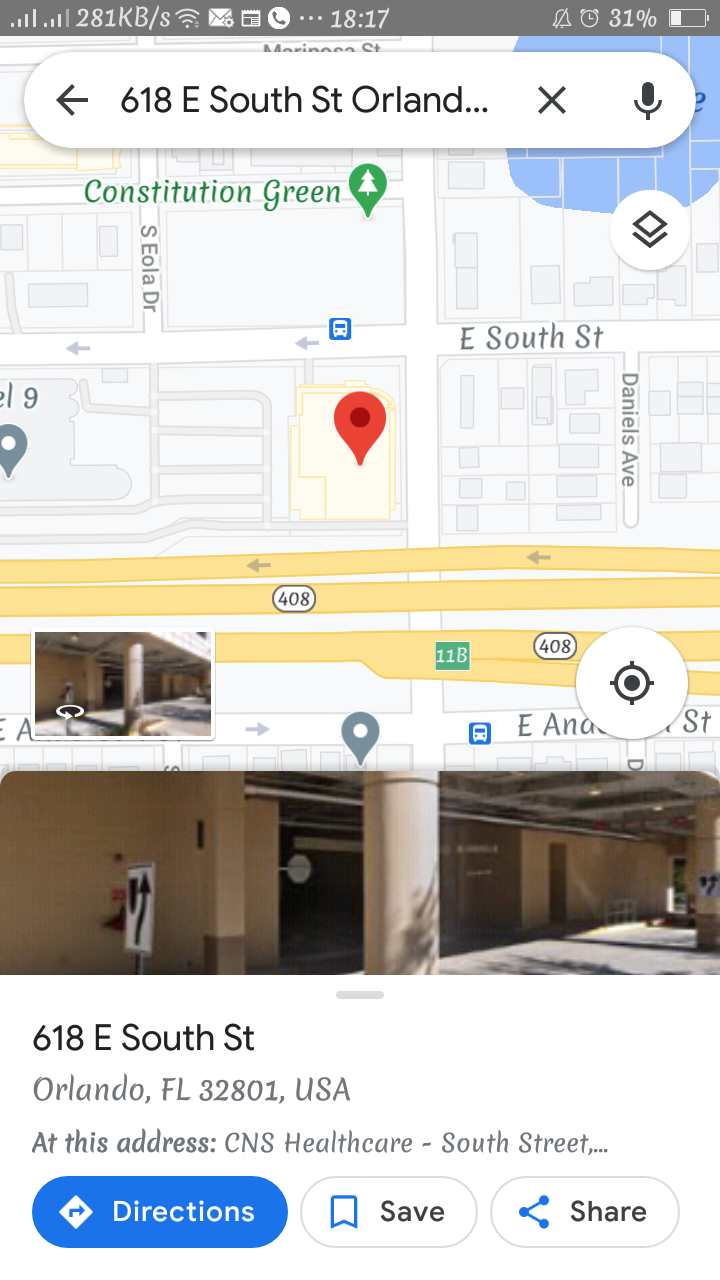 281KB/s ... 18:17 31%
Mariposa St
618 E South St Orland...
Constitution Green
S Eola Dr
E South St
el 9
Daniels Ave
408
11B
408
E A
E And
St
D
618 E South St
Orlando, FL 32801, USA
At this address: CNS Healthcare - South Street,...
Directions
Save
Share